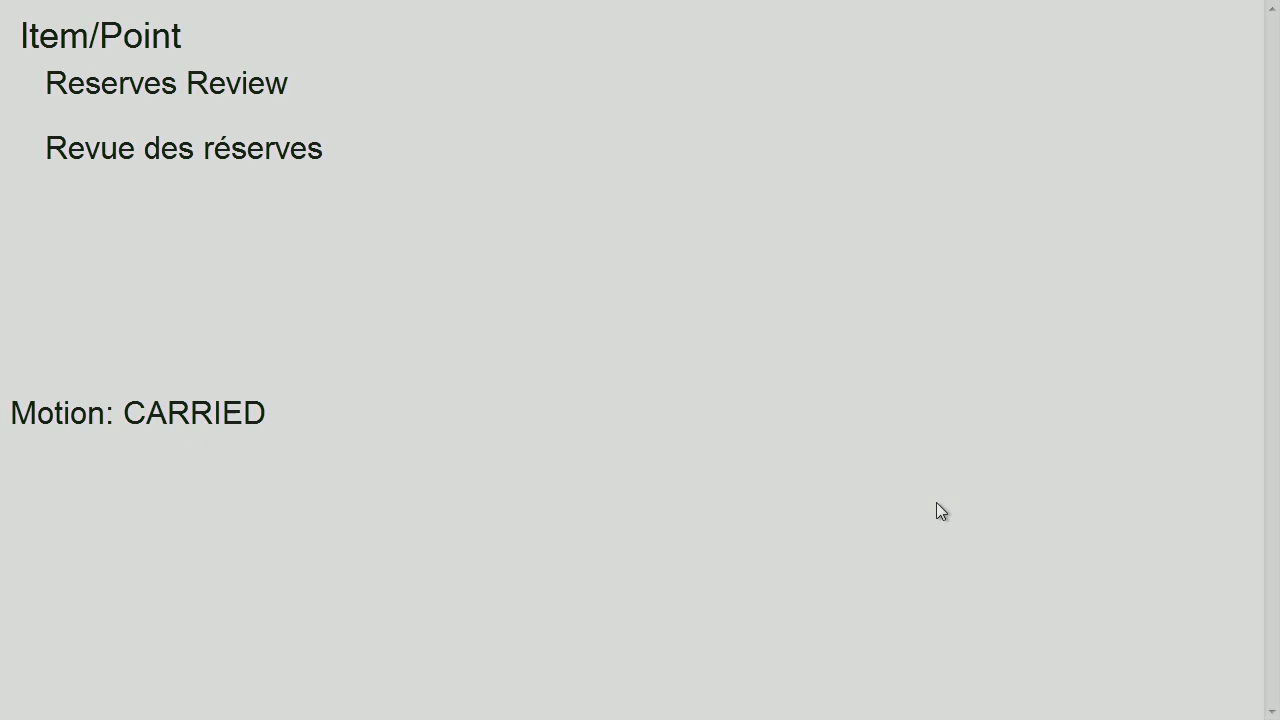 Item/Point
Reserves Review
Revue des réserves
Motion: CARRIED